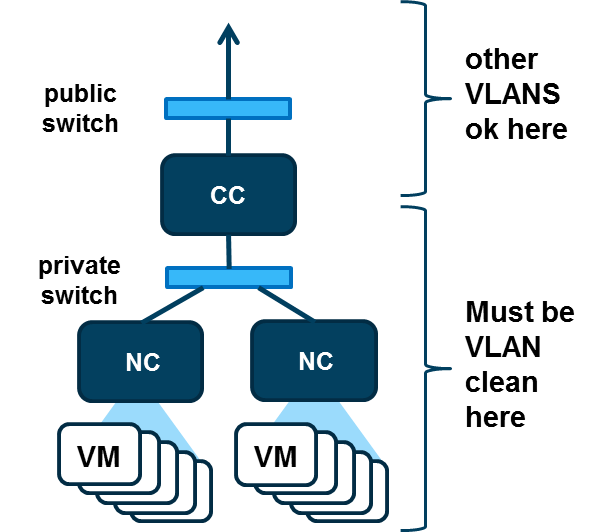 other
VLANS
ok here
public
switch
CC
private
switch
Must be
VLAN
clean
here
NC
NC
VM
VM